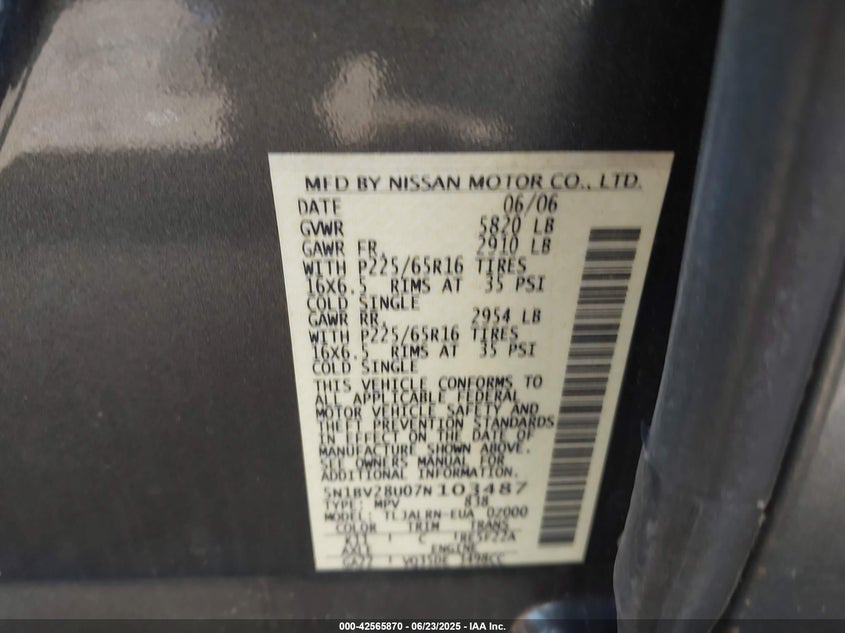 MFD BY NISSAN MOTOR CO., LTD.
DATE 06/06
GVWR 5820 LB
GAWR FR. 2910 LB
WITH P225/65R16 TIRES
16X6.5 RIMS AT 35 PSI
COLD SINGLE
GAWR RR. 2954 LB
WITH P225/65R16 TIRES
16X6.5 RIMS AT 35 PSI
COLD SINGLE
THIS VEHICLE CONFORMS TO
ALL APPLICABLE FEDERAL
MOTOR VEHICLE SAFETY AND
THEFT PREVENTION STANDARDS
IN EFFECT ON THE DATE OF
MANUFACTURE SHOWN ABOVE.
SEE OWNERS MANUAL FOR
ADDITIONAL INFORMATION.
5N1BV28U07N103487
TYPE: MPV 838
MODEL: TLJALRN-EUA 02000
COLOR TRIM TRANS
C RE5F22A
AXLE ENGINE
VQ35DE 3498CC
000-42565870 | 06/23/2025 - IAA Inc.